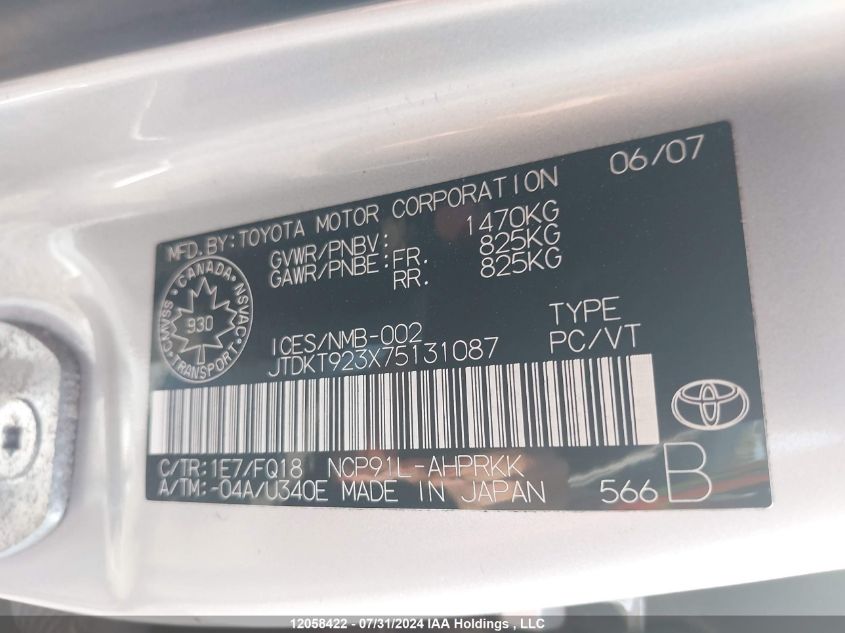 06/07
MFD.BY:TOYOTA MOTOR CORPORATION
GVWR/PNBV: 1470KG
GAWR/PNBE:FR. 825KG
RR. 825KG
CANADA
NSVAC
930
SSMVNC
TRANSPORT
ICES/NMB-002
JTDKT923X75131087
TYPE
PC/VT
C/TR:1E7/FQ18 NCP91L-AHPRKK
A/TM:-04A/U340E MADE IN JAPAN
566 B
12058422 - 07/31/2024 IAA Holdings , LLC